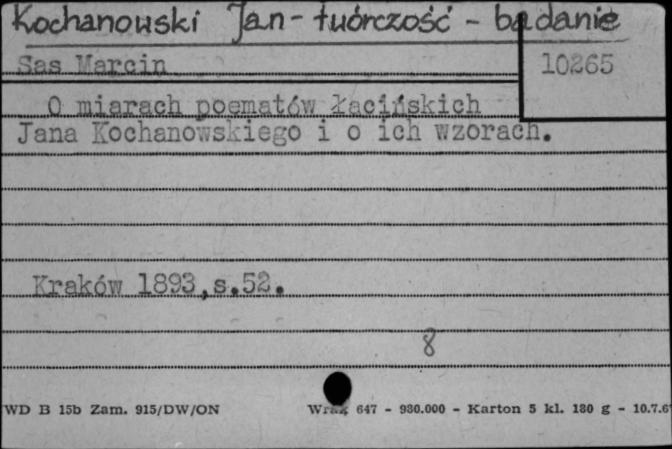 Kochanowski Jan - twórczość - badanie
Sas Marcin
10265
O miarach poematów łacińskich
Jana Kochanowskiego i o ich wzorach.
Kraków 1893,s.52.
8
WD B 15b Zam. 915/DW/ON 647 - 980.000 - Karton 5 kl. 180 g - 10.7.6